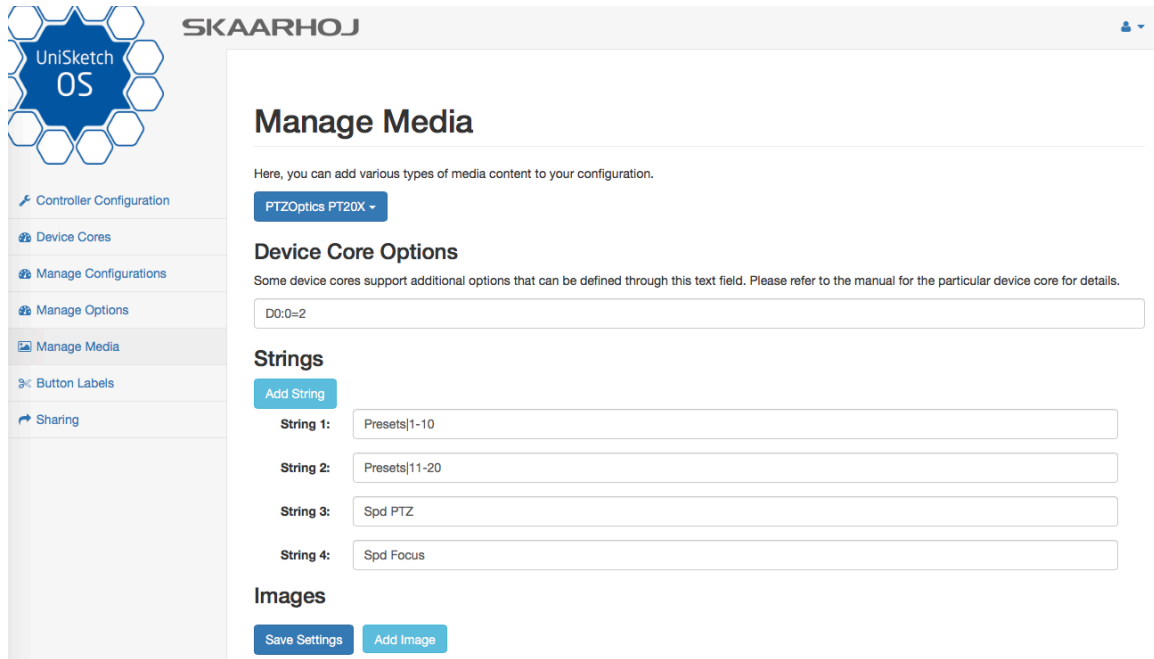 UniSketch
OS
SKAARHOJ
Controller Configuration
Device Cores
Manage Configurations
Manage Options
Manage Media
Button Labels
Sharing
Manage Media
Here, you can add various types of media content to your configuration.
PTZOptics PT20X
Device Core Options
Some device cores support additional options that can be defined through this text field. Please refer to the manual for the particular device core for details.
D0:0=2
Strings
Add String
String 1: Presets|1-10
String 2: Presets|11-20
String 3: Spd PTZ
String 4: Spd Focus
Images
Save Settings Add Image